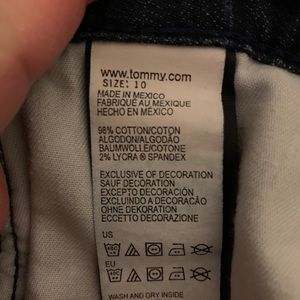 www.tommy.com
SIZE: 10
MADE IN MEXICO
FABRIQUÉ AU MEXIQUE
HECHO EN MÉXICO
98% COTTON/COTON
ALGODON/ALGODÃO
BAUMWOLLE/COTONE
2% LYCRA ® SPANDEX
EXCLUSIVE OF DECORATION
SAUF DECORATION
EXCEPTO DECORACIÓN
EXCLUINDO A DECORAÇÃO
OHNE DEKORATION
ECCETTO DECORAZIONE
US
EU
WASH AND DRY INSIDE